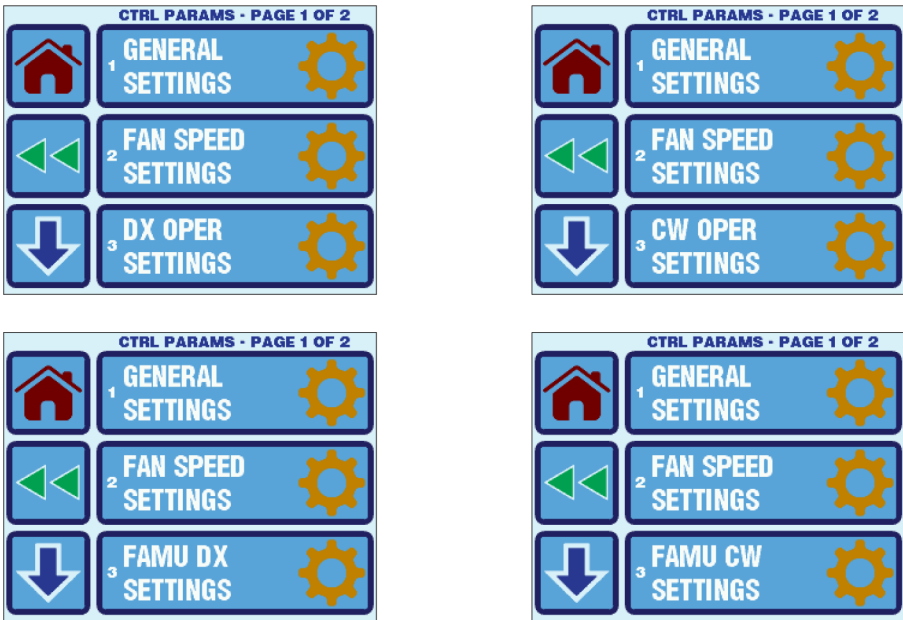 CTRL PARAMS - PAGE 1 OF 2
1 GENERAL
SETTINGS
2 FAN SPEED
SETTINGS
3 DX OPER
SETTINGS
CTRL PARAMS - PAGE 1 OF 2
1 GENERAL
SETTINGS
2 FAN SPEED
SETTINGS
3 CW OPER
SETTINGS
CTRL PARAMS - PAGE 1 OF 2
1 GENERAL
SETTINGS
2 FAN SPEED
SETTINGS
3 FAMU DX
SETTINGS
CTRL PARAMS - PAGE 1 OF 2
1 GENERAL
SETTINGS
2 FAN SPEED
SETTINGS
3 FAMU CW
SETTINGS